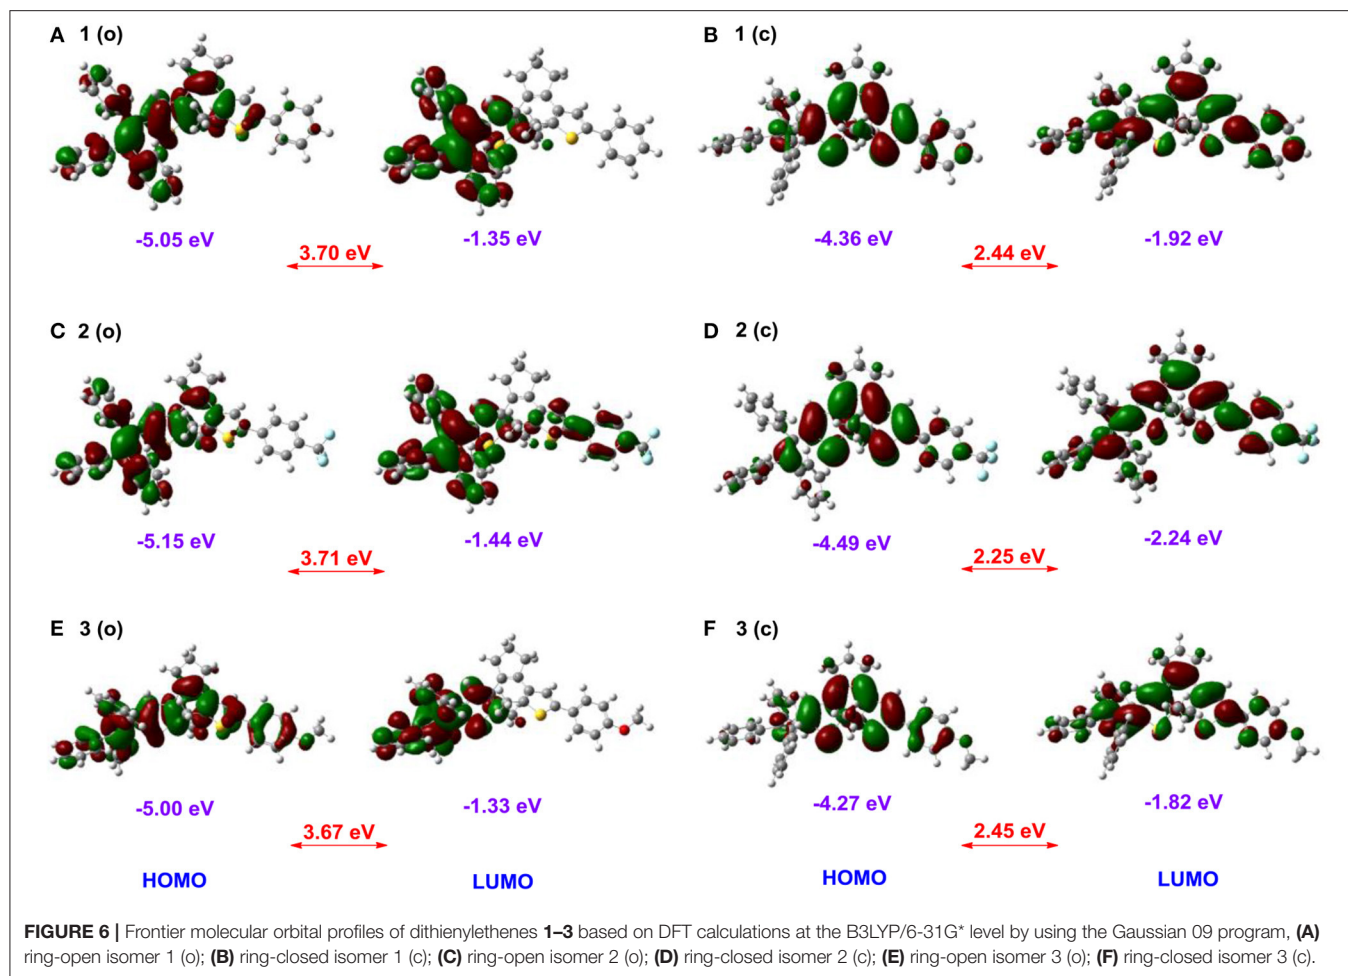 A 1 (o)
B 1 (c)
-5.05 eV
3.70 eV
-1.35 eV
-4.36 eV
2.44 eV
-1.92 eV
C 2 (o)
D 2 (c)
-5.15 eV
3.71 eV
-1.44 eV
-4.49 eV
2.25 eV
-2.24 eV
E 3 (o)
F 3 (c)
-5.00 eV
3.67 eV
-1.33 eV
-4.27 eV
2.45 eV
-1.82 eV
HOMO
LUMO
HOMO
LUMO
FIGURE 6 | Frontier molecular orbital profiles of dithienylethenes 1–3 based on DFT calculations at the B3LYP/6-31G* level by using the Gaussian 09 program, (A)
ring-open isomer 1 (o); (B) ring-closed isomer 1 (c); (C) ring-open isomer 2 (o); (D) ring-closed isomer 2 (c); (E) ring-open isomer 3 (o); (F) ring-closed isomer 3 (c).